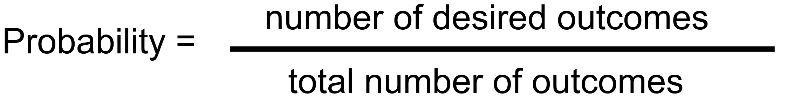 number of desired outcomes
Probability =
total number of outcomes